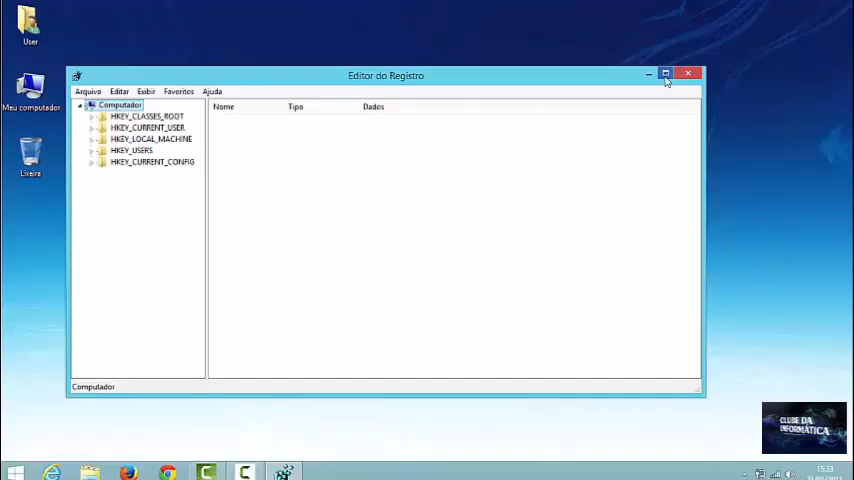 User
Meu computador
Lixeira
Editor do Registro
Arquivo Editar Exibir Favoritos Ajuda
Computador
HKEY_CLASSES_ROOT
HKEY_CURRENT_USER
HKEY_LOCAL_MACHINE
HKEY_USERS
HKEY_CURRENT_CONFIG
Nome Tipo Dados
Computador
CLUBE DA
INFORMÁTICA
15:33